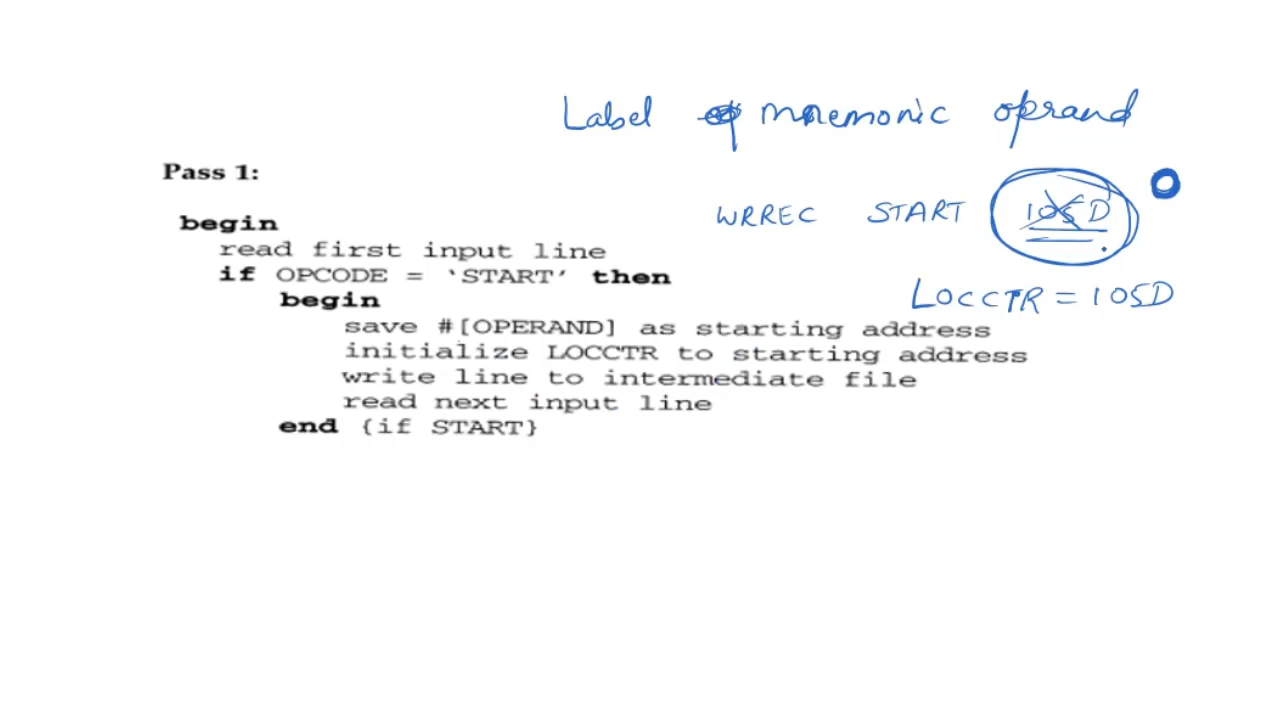 Label mnemonic oprand
Pass 1:
WRREC START 105D
begin
read first input line
if OPCODE = 'START' then
LOCCTR = 105D
begin
save #[OPERAND] as starting address
initialize LOCCTR to starting address
write line to intermediate file
read next input line
end {if START}